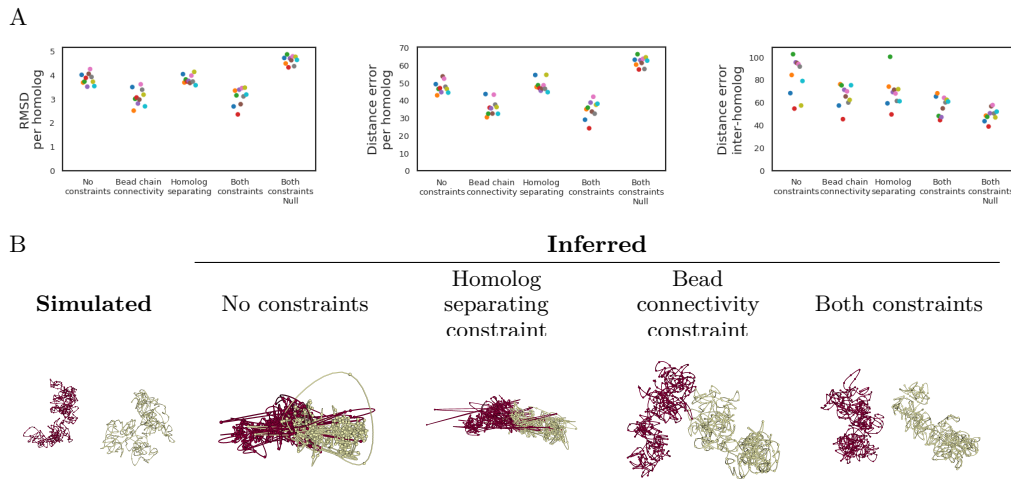 A
RMSD
per homolog
5
4
3
2
1
0
No
constraints
Bead chain
connectivity
Homolog
separating
Both
constraints
Both
constraints
Null
Distance error
per homolog
70
60
50
40
30
20
10
0
No
constraints
Bead chain
connectivity
Homolog
separating
Both
constraints
Both
constraints
Null
Distance error
inter-homolog
100
80
60
40
20
0
No
constraints
Bead chain
connectivity
Homolog
separating
Both
constraints
Both
constraints
Null
B
Inferred
Simulated
No constraints
Homolog
separating
constraint
Bead
connectivity
constraint
Both constraints